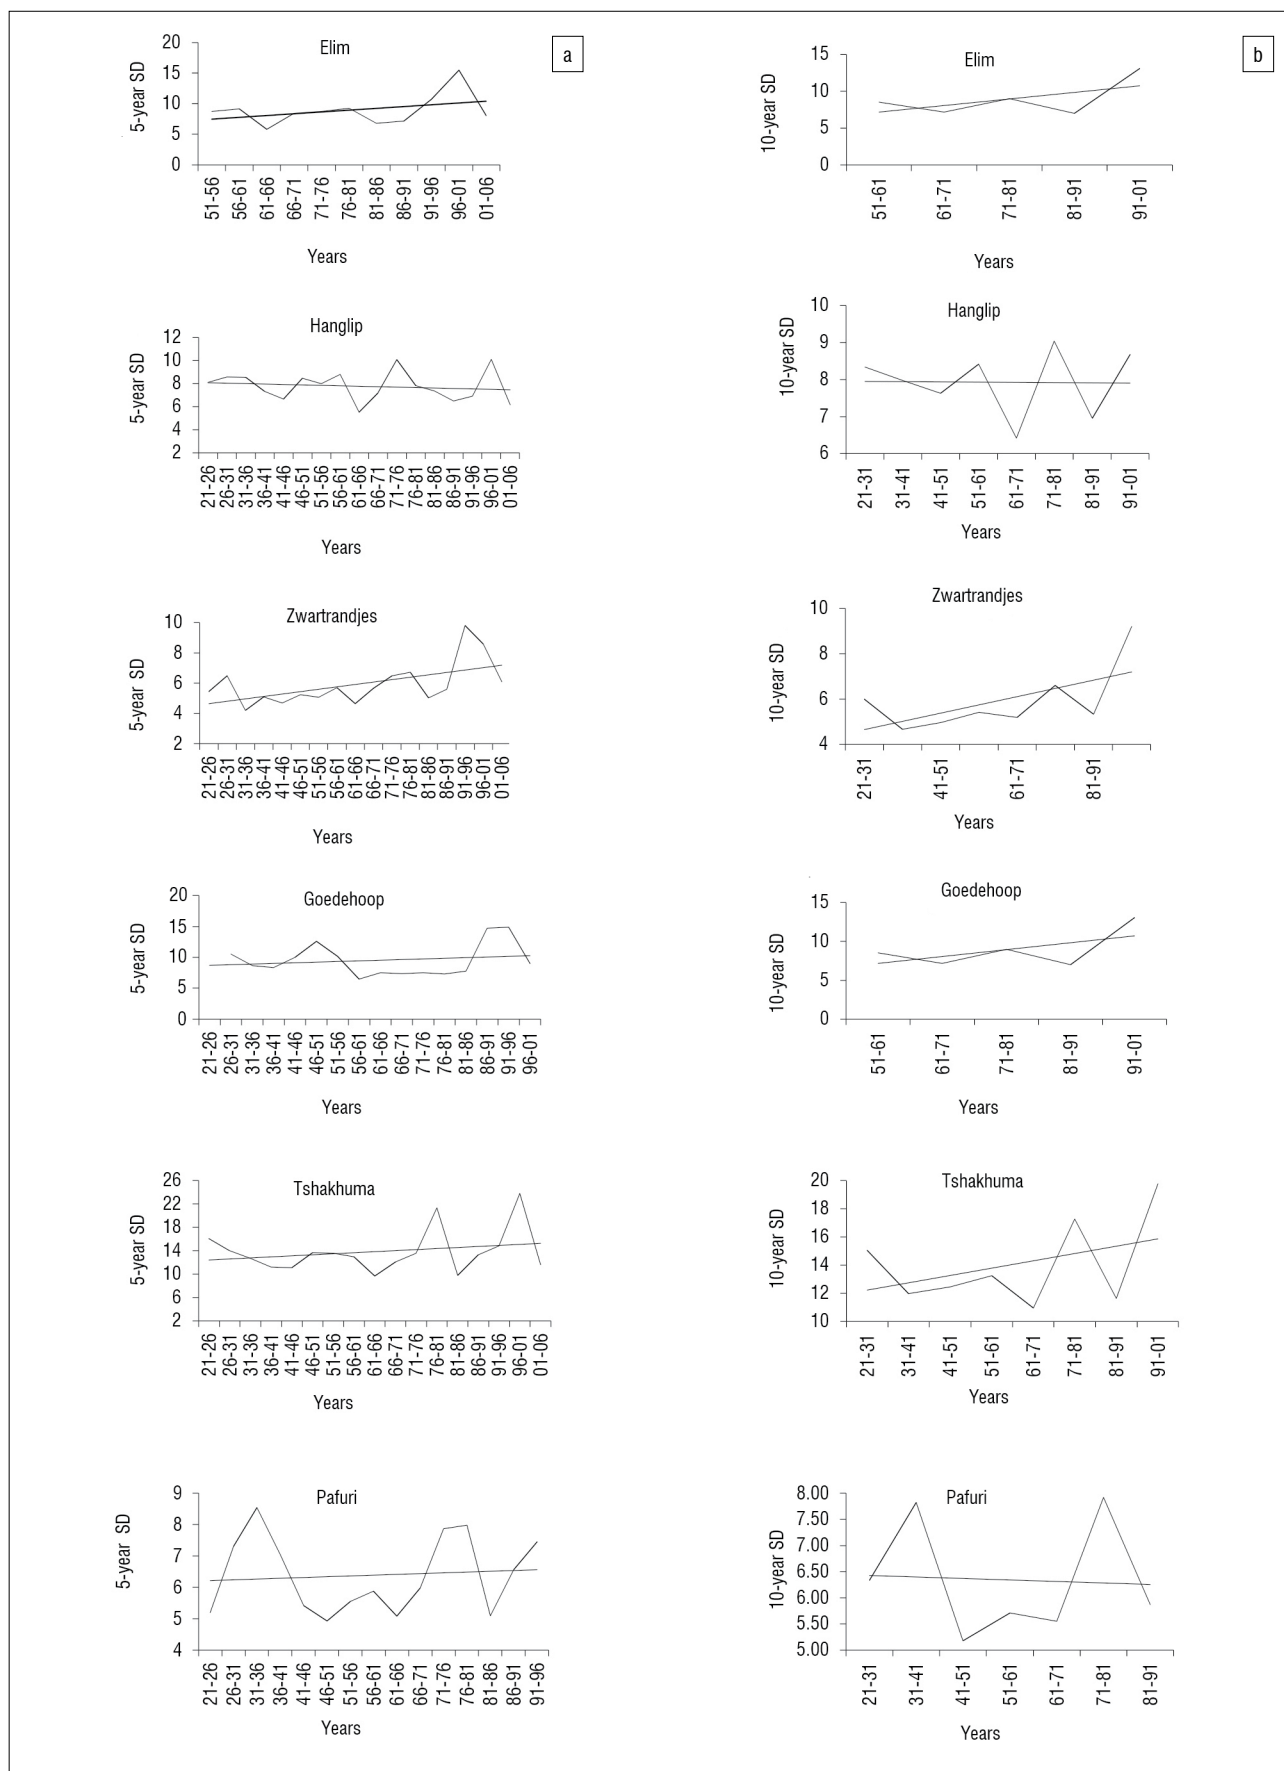 a
Elim
5-year SD
20
15
10
5
0
51-56 56-61 61-66 66-71 71-76 76-81 81-86 86-91 91-96 96-01 01-06
Years
Hanglip
5-year SD
12
10
8
6
4
2
21-26 26-31 31-36 36-41 41-46 46-51 51-56 56-61 61-66 66-71 71-76 76-81 81-86 86-91 91-96 96-01 01-06
Years
Zwartrandjes
5-year SD
10
8
6
4
2
21-26 26-31 31-36 36-41 41-46 46-51 51-56 56-61 61-66 66-71 71-76 76-81 81-86 86-91 91-96 96-01 01-06
Years
Goedehoop
5-year SD
20
15
10
5
0
21-26 26-31 31-36 36-41 41-46 46-51 51-56 56-61 61-66 66-71 71-76 76-81 81-86 86-91 91-96 96-01
Years
Tshakhuma
5-year SD
26
22
18
14
10
6
2
21-26 26-31 31-36 36-41 41-46 46-51 51-56 56-61 61-66 66-71 71-76 76-81 81-86 86-91 91-96 96-01 01-06
Years
Pafuri
5-year SD
9
8
7
6
5
4
21-26 26-31 31-36 36-41 41-46 46-51 51-56 56-61 61-66 66-71 71-76 76-81 81-86 86-91 91-96
Years
b
Elim
10-year SD
15
10
5
0
51-61 61-71 71-81 81-91 91-01
Years
Hanglip
10-year SD
10
9
8
7
6
21-31 31-41 41-51 51-61 61-71 71-81 81-91 91-01
Years
Zwartrandjes
10-year SD
10
8
6
4
21-31 41-51 61-71 81-91
Years
Goedehoop
10-year SD
15
10
5
0
51-61 61-71 71-81 81-91 91-01
Years
Tshakhuma
10-year SD
20
18
16
14
12
10
21-31 31-41 41-51 51-61 61-71 71-81 81-91 91-01
Years
Pafuri
10-year SD
8.00
7.50
7.00
6.50
6.00
5.50
5.00
21-31 31-41 41-51 51-61 61-71 71-81 81-91
Years